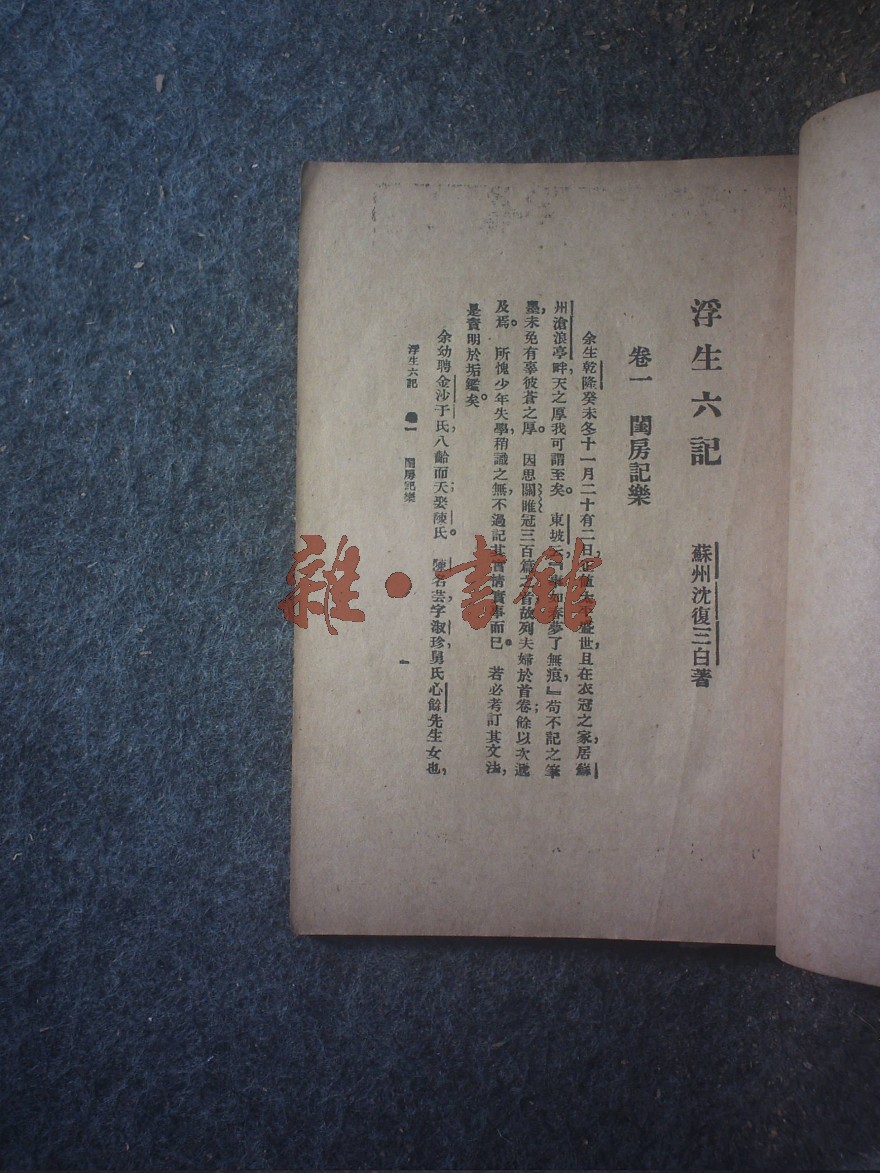 浮生六記　蘇州沈復三白著
卷一　閨房記樂
余生乾隆癸未冬十一月二十有二日,正值太平盛世,且在衣冠之家,居蘇
州滄浪亭畔,天之厚我可謂至矣。東坡云:『事如春夢了無痕,』苟不記之筆
墨,未免有辜彼蒼之厚。因思關雎冠三百篇之首,故列夫婦於首卷;餘以次遞
及焉。所愧少年失學,稍識之無,不過記其實情實事而已。若必考訂其文法,
是責明於垢鑑矣。
余幼聘金沙于氏,八齡而夭;娶陳氏。陳名芸,字淑珍,舅氏心餘先生女也,
浮生六記　卷一　閨房記樂　一
雜·書館